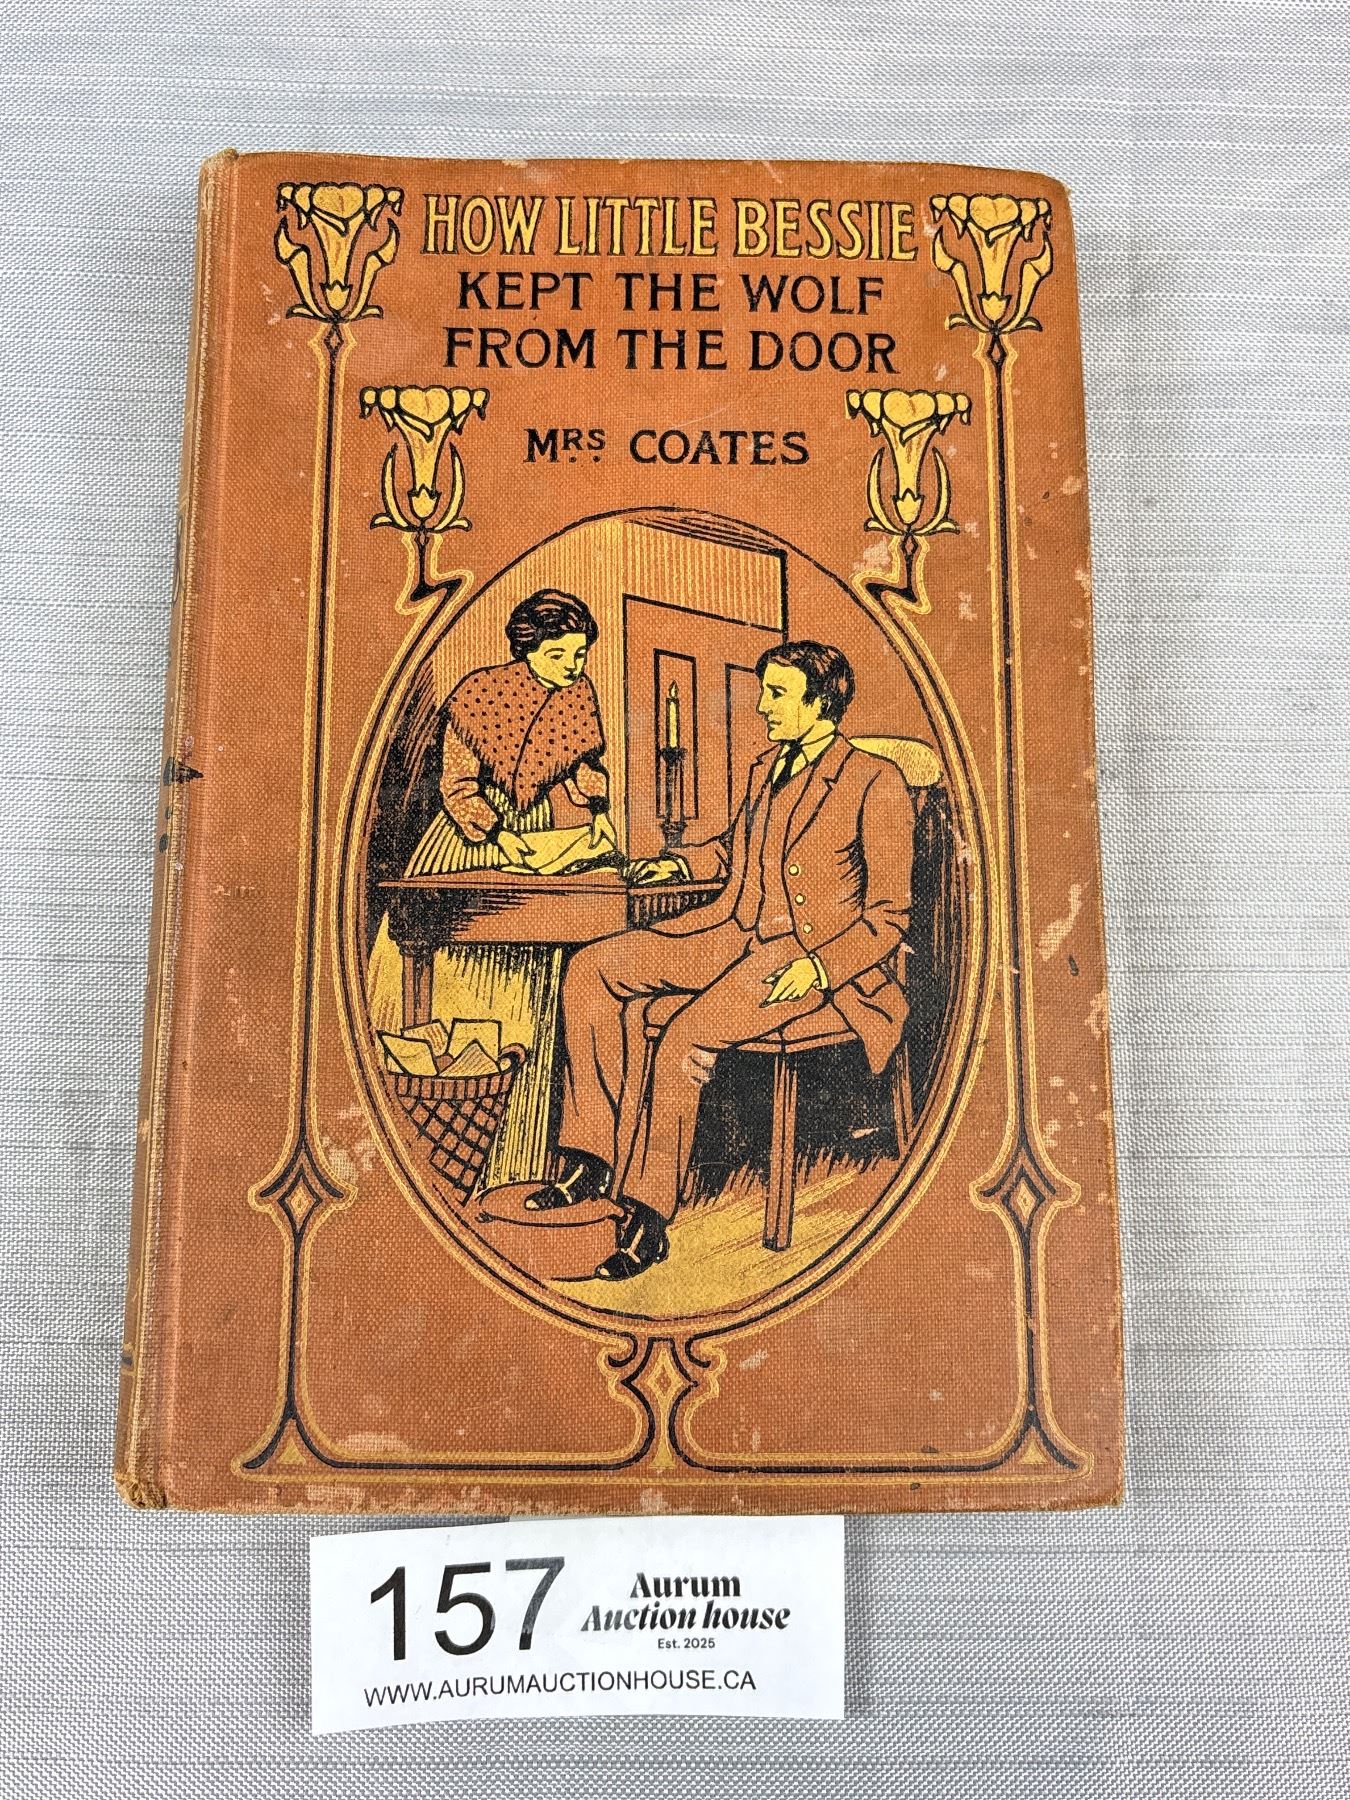 HOW LITTLE BESSIE
KEPT THE WOLF
FROM THE DOOR
MRS COATES
157
Aurum
Auction house
Est. 2025
WWW.AURUMAUCTIONHOUSE.CA